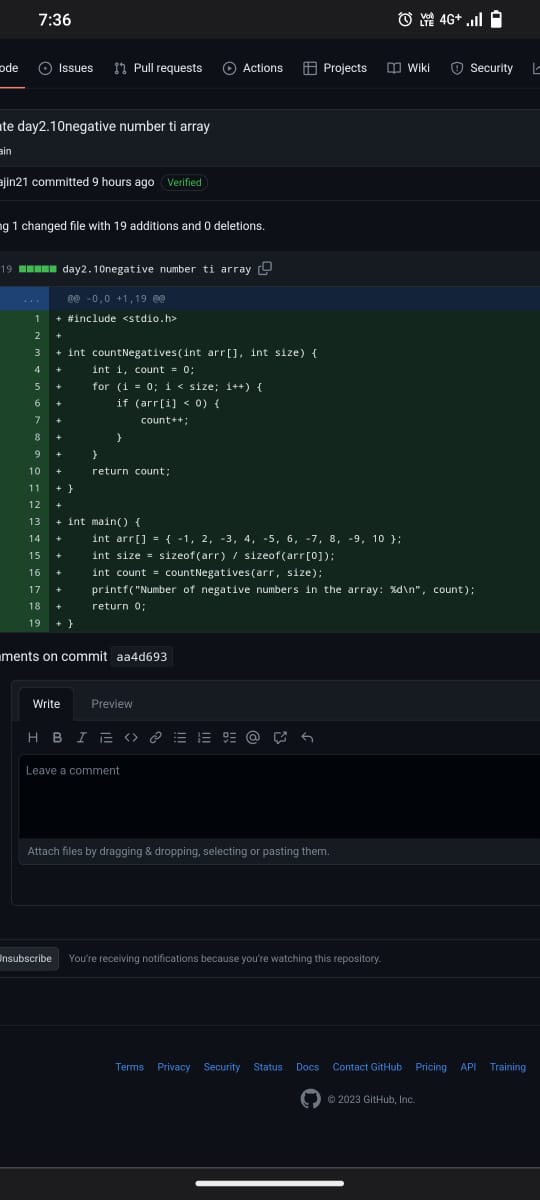 7:36 Vo) LTE 4G+
ode Issues Pull requests Actions Projects Wiki Security
ate day2.10negative number ti array
ain
ajin21 committed 9 hours ago Verified
ng 1 changed file with 19 additions and 0 deletions.
19 day2.10negative number ti array
... @@ -0,0 +1,19 @@
1 + #include <stdio.h>
2 +
3 + int countNegatives(int arr[], int size) {
4 + int i, count = 0;
5 + for (i = 0; i < size; i++) {
6 + if (arr[i] < 0) {
7 + count++;
8 + }
9 + }
10 + return count;
11 + }
12 +
13 + int main() {
14 + int arr[] = { -1, 2, -3, 4, -5, 6, -7, 8, -9, 10 };
15 + int size = sizeof(arr) / sizeof(arr[0]);
16 + int count = countNegatives(arr, size);
17 + printf("Number of negative numbers in the array: %d\n", count);
18 + return 0;
19 + }
mments on commit aa4d693
Write Preview
H B I @
Leave a comment
Attach files by dragging & dropping, selecting or pasting them.
Unsubscribe You're receiving notifications because you're watching this repository.
Terms Privacy Security Status Docs Contact GitHub Pricing API Training
© 2023 GitHub, Inc.